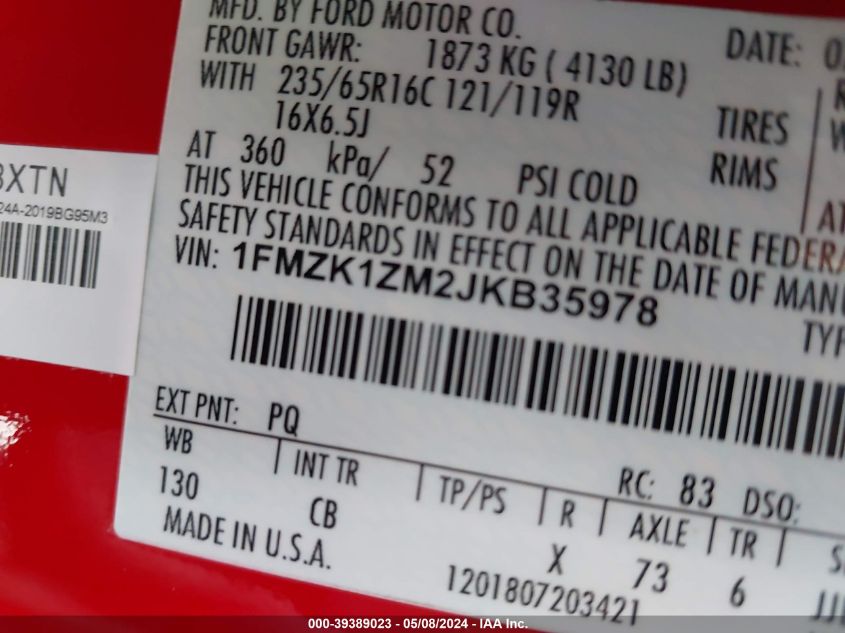 MFD. BY FORD MOTOR CO.
DATE:
FRONT GAWR: 1873 KG ( 4130 LB)
WITH 235/65R16C 121/119R TIRES
16X6.5J RIMS
AT 360 kPa/ 52 PSI COLD AT
THIS VEHICLE CONFORMS TO ALL APPLICABLE
SAFETY STANDARDS IN EFFECT ON THE DATE OF
VIN: 1FMZK1ZM2JKB35978
EXT PNT: PQ RC: 83 DSO:
WB INT TR TP/PS R AXLE TR
130 CB X 73 6
MADE IN U.S.A. 1201807203421
24A-2019BG95M3
000-39389023 - 05/08/2024 - IAA Inc.